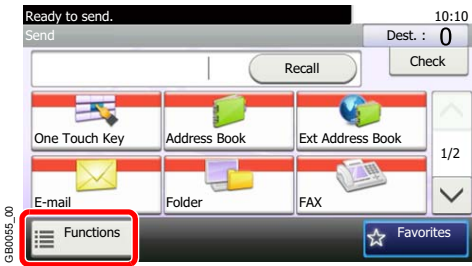 Ready to send.
10:10
Send
Dest. : 0
Recall
Check
One Touch Key
Address Book
Ext Address Book
1/2
E-mail
Folder
FAX
Functions
Favorites
GB0055_00